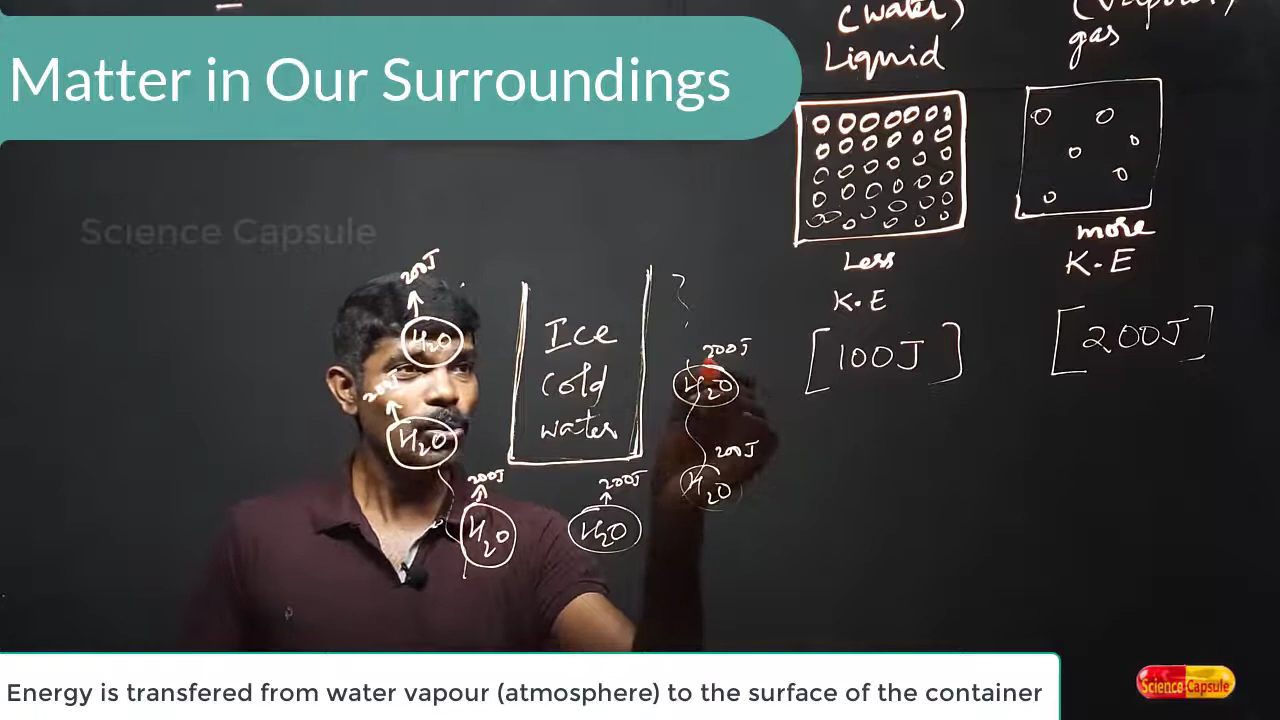 Matter in Our Surroundings
(water)
Liquid
gas
Less
K.E
[100J]
more
K.E
[200J]
Science Capsule
200J
H2O
200J
H2O
200J
H2O
Ice
cold
water
200J
H2O
200J
H2O
200J
H2O
Energy is transfered from water vapour (atmosphere) to the surface of the container
Science Capsule